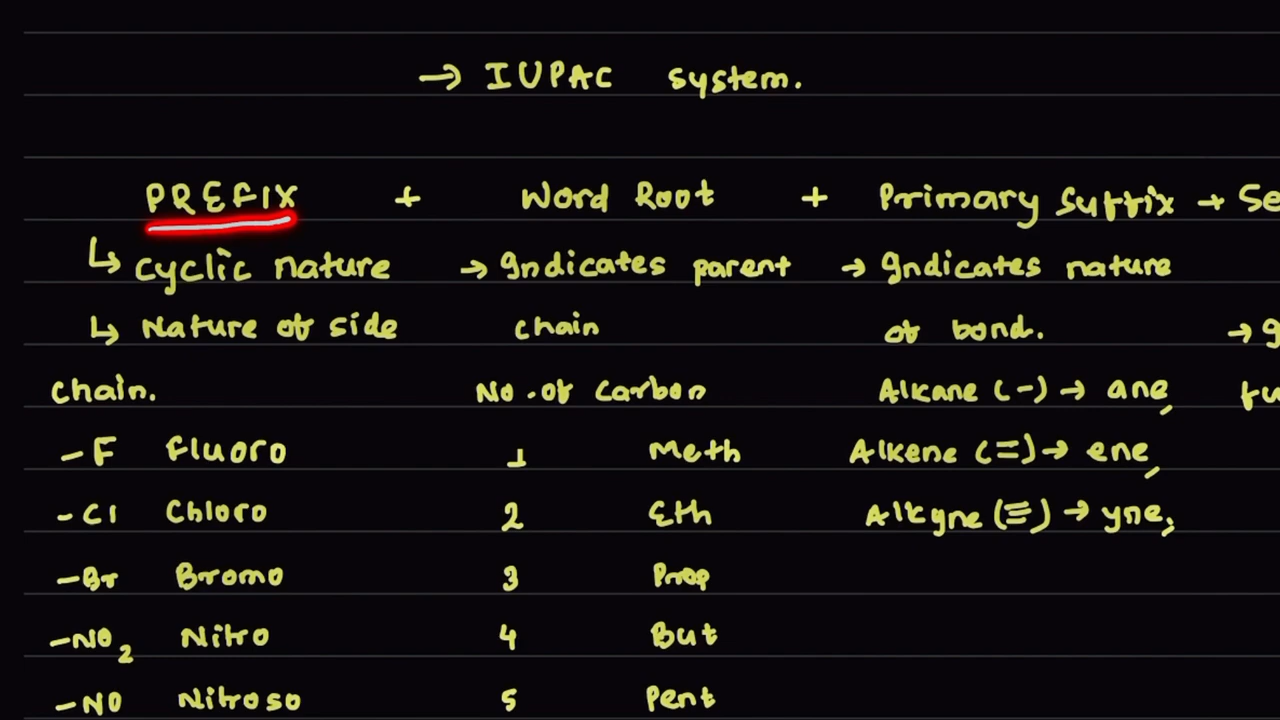 → IUPAC system.
PREFIX + Word Root + Primary Suffix + Se
↳ cyclic nature → Indicates parent → Indicates nature
↳ Nature of side chain of bond. →
chain. No. of Carbon Alkane (-) → ane, fu
-F Fluoro 1 Meth Alkene (=) → ene,
-Cl Chloro 2 Eth Alkyne (≡) → yne,
-Br Bromo 3 Prop
-NO₂ Nitro 4 But
-NO Nitroso 5 Pent